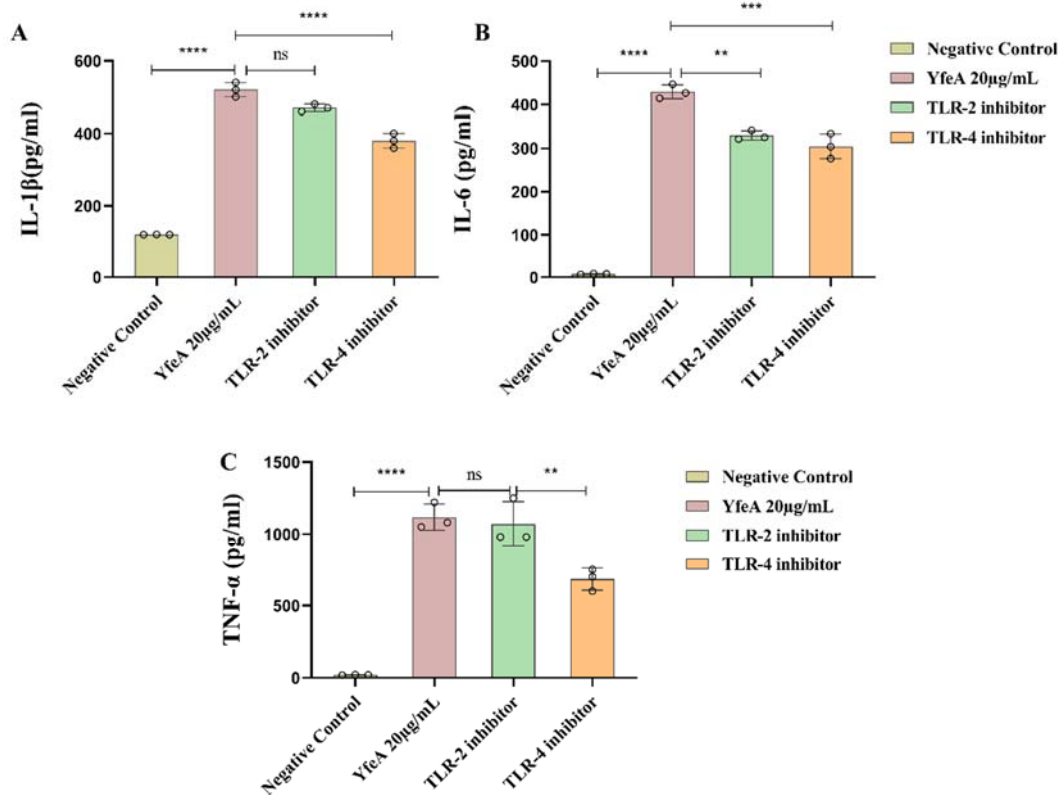 A
****
****
ns
IL-1β(pg/ml)
600
400
200
0
Negative Control
YfeA 20μg/mL
TLR-2 inhibitor
TLR-4 inhibitor
B
***
****
**
IL-6 (pg/ml)
500
400
300
200
100
0
Negative Control
YfeA 20μg/mL
TLR-2 inhibitor
TLR-4 inhibitor
Negative Control
YfeA 20μg/mL
TLR-2 inhibitor
TLR-4 inhibitor
C
****
ns
**
TNF-α (pg/ml)
1500
1000
500
0
Negative Control
YfeA 20μg/mL
TLR-2 inhibitor
TLR-4 inhibitor
Negative Control
YfeA 20μg/mL
TLR-2 inhibitor
TLR-4 inhibitor